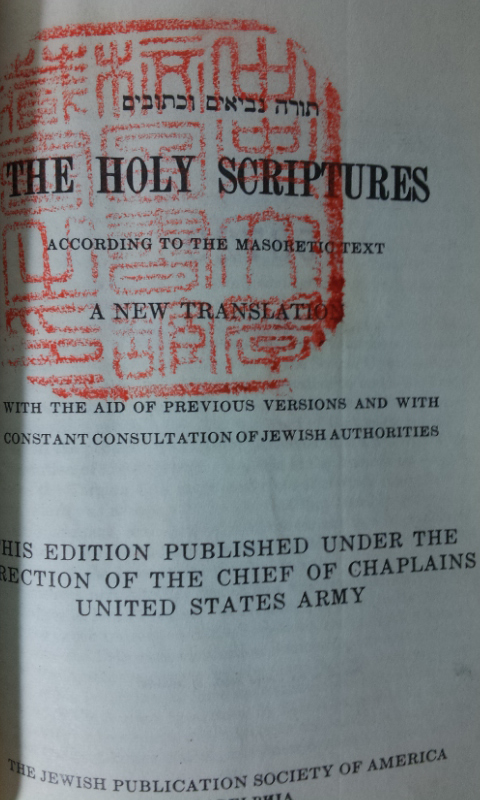 תורה נביאים וכתובים
THE HOLY SCRIPTURES
ACCORDING TO THE MASORETIC TEXT
A NEW TRANSLATION
WITH THE AID OF PREVIOUS VERSIONS AND WITH
CONSTANT CONSULTATION OF JEWISH AUTHORITIES
THIS EDITION PUBLISHED UNDER THE
DIRECTION OF THE CHIEF OF CHAPLAINS
UNITED STATES ARMY
THE JEWISH PUBLICATION SOCIETY OF AMERICA